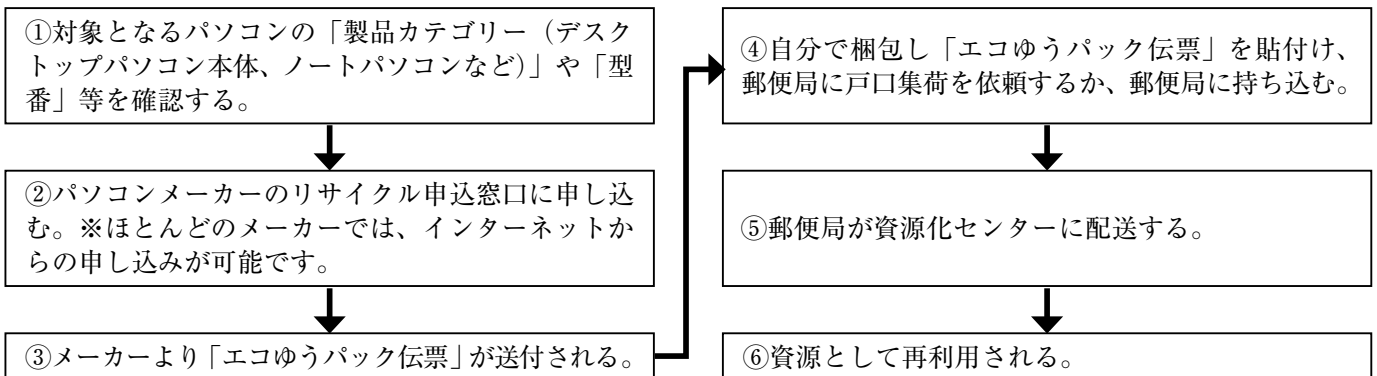 ①対象となるパソコンの「製品カテゴリー（デスク
トップパソコン本体、ノートパソコンなど）」や「型
番」等を確認する。
②パソコンメーカーのリサイクル申込窓口に申し込
む。※ほとんどのメーカーでは、インターネットか
らの申し込みが可能です。
③メーカーより「エコゆうパック伝票」が送付される。
④自分で梱包し「エコゆうパック伝票」を貼付け、
郵便局に戸口集荷を依頼するか、郵便局に持ち込む。
⑤郵便局が資源化センターに配送する。
⑥資源として再利用される。